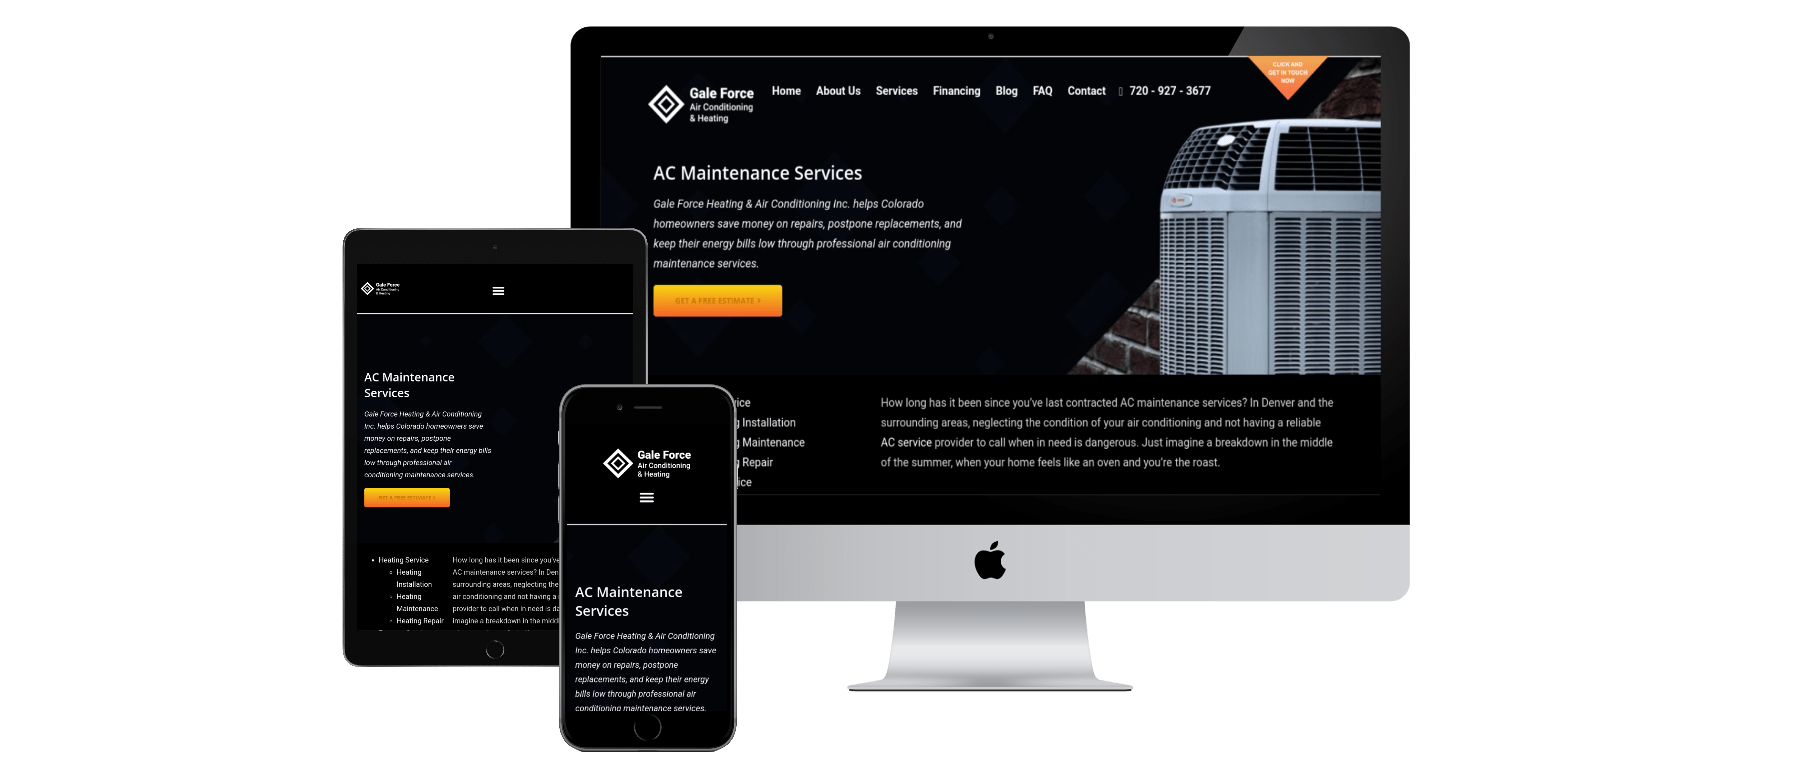 CLICK AND
GET IN TOUCH
NOW
Gale Force
Air Conditioning
& Heating
Home About Us Services Financing Blog FAQ Contact 720 - 927 - 3677
AC Maintenance Services
Gale Force Heating & Air Conditioning Inc. helps Colorado
homeowners save money on repairs, postpone replacements, and
keep their energy bills low through professional air conditioning
maintenance services.
GET A FREE ESTIMATE >
vice
g Installation
g Maintenance
g Repair
ice
How long has it been since you've last contracted AC maintenance services? In Denver and the
surrounding areas, neglecting the condition of your air conditioning and not having a reliable
AC service provider to call when in need is dangerous. Just imagine a breakdown in the middle
of the summer, when your home feels like an oven and you're the roast.
Gale Force
Air Conditioning
& Heating
AC Maintenance
Services
Gale Force Heating & Air Conditioning
Inc. helps Colorado homeowners save
money on repairs, postpone
replacements, and keep their energy bills
low through professional air
conditioning maintenance services.
GET A FREE ESTIMATE >
• Heating Service
◦ Heating
Installation
◦ Heating
Maintenance
◦ Heating Repair
How long has it been since you've
AC maintenance services? In Den
surrounding areas, neglecting the
air conditioning and not having a
provider to call when in need is da
imagine a breakdown in the midd
Gale Force
Air Conditioning
& Heating
AC Maintenance
Services
Gale Force Heating & Air Conditioning
Inc. helps Colorado homeowners save
money on repairs, postpone
replacements, and keep their energy
bills low through professional air
conditioning maintenance services.